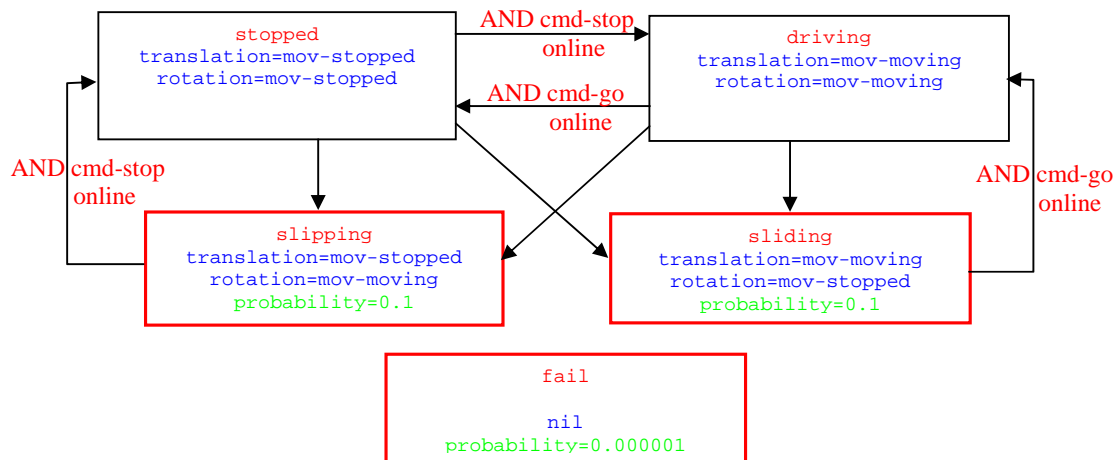 stopped
translation=mov-stopped
rotation=mov-stopped
AND cmd-stop
online
driving
translation=mov-moving
rotation=mov-moving
AND cmd-go
online
AND cmd-stop
online
AND cmd-go
online
slipping
translation=mov-stopped
rotation=mov-moving
probability=0.1
sliding
translation=mov-moving
rotation=mov-stopped
probability=0.1
fail
nil
probability=0.000001